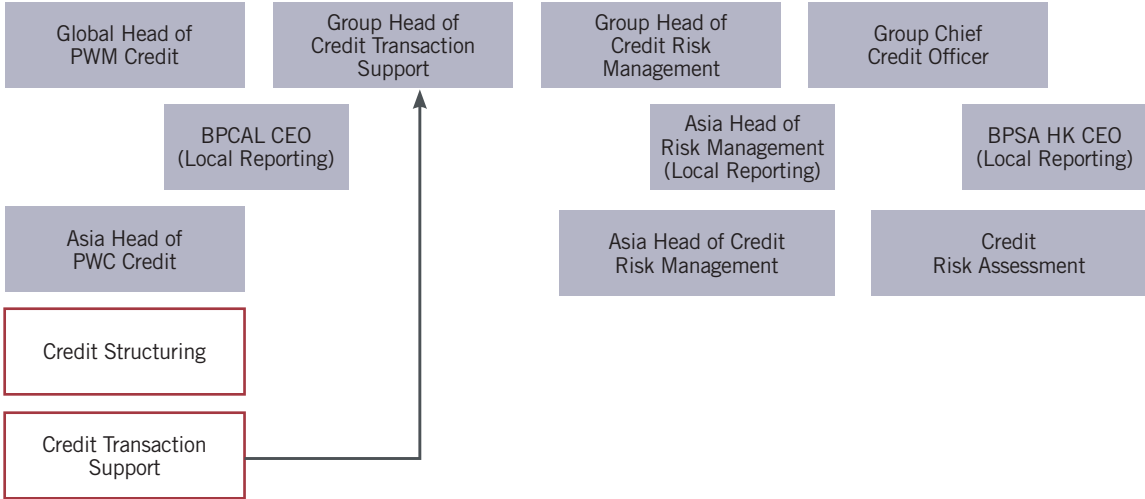 Global Head of
PWM Credit
Group Head of
Credit Transaction
Support
Group Head of
Credit Risk
Management
Group Chief
Credit Officer
BPCAL CEO
(Local Reporting)
Asia Head of
Risk Management
(Local Reporting)
BPSA HK CEO
(Local Reporting)
Asia Head of
PWC Credit
Asia Head of Credit
Risk Management
Credit
Risk Assessment
Credit Structuring
Credit Transaction
Support